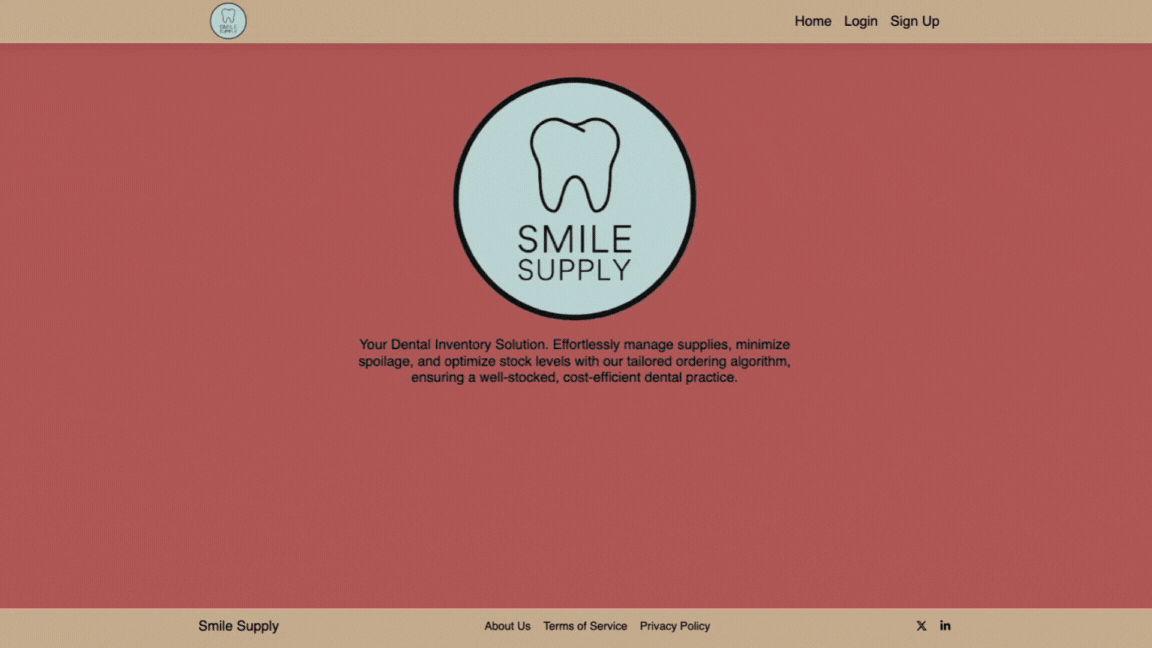 SMILE
SUPPLY
Home Login Sign Up
SMILE
SUPPLY
Your Dental Inventory Solution. Effortlessly manage supplies, minimize
spoilage, and optimize stock levels with our tailored ordering algorithm,
ensuring a well-stocked, cost-efficient dental practice.
Smile Supply
About Us Terms of Service Privacy Policy
X in